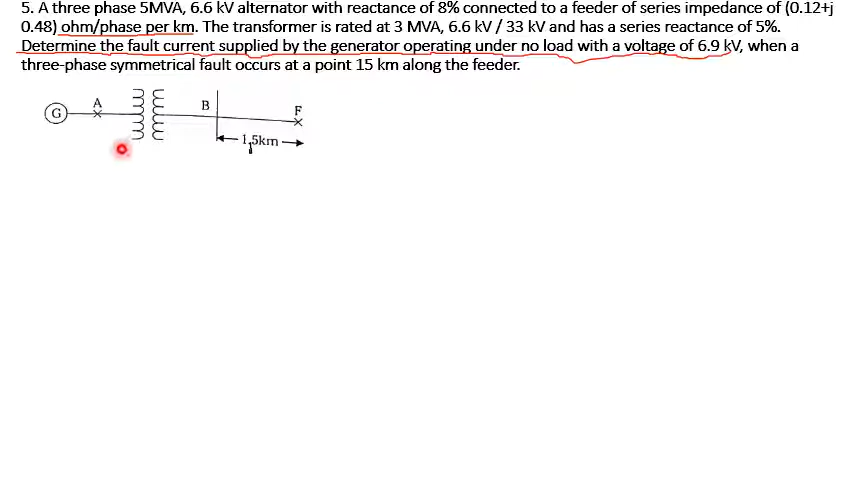 5. A three phase 5MVA, 6.6 kV alternator with reactance of 8% connected to a feeder of series impedance of (0.12+j
0.48) ohm/phase per km. The transformer is rated at 3 MVA, 6.6 kV / 33 kV and has a series reactance of 5%.
Determine the fault current supplied by the generator operating under no load with a voltage of 6.9 kV, when a
three-phase symmetrical fault occurs at a point 15 km along the feeder.
G A B F
1,5km